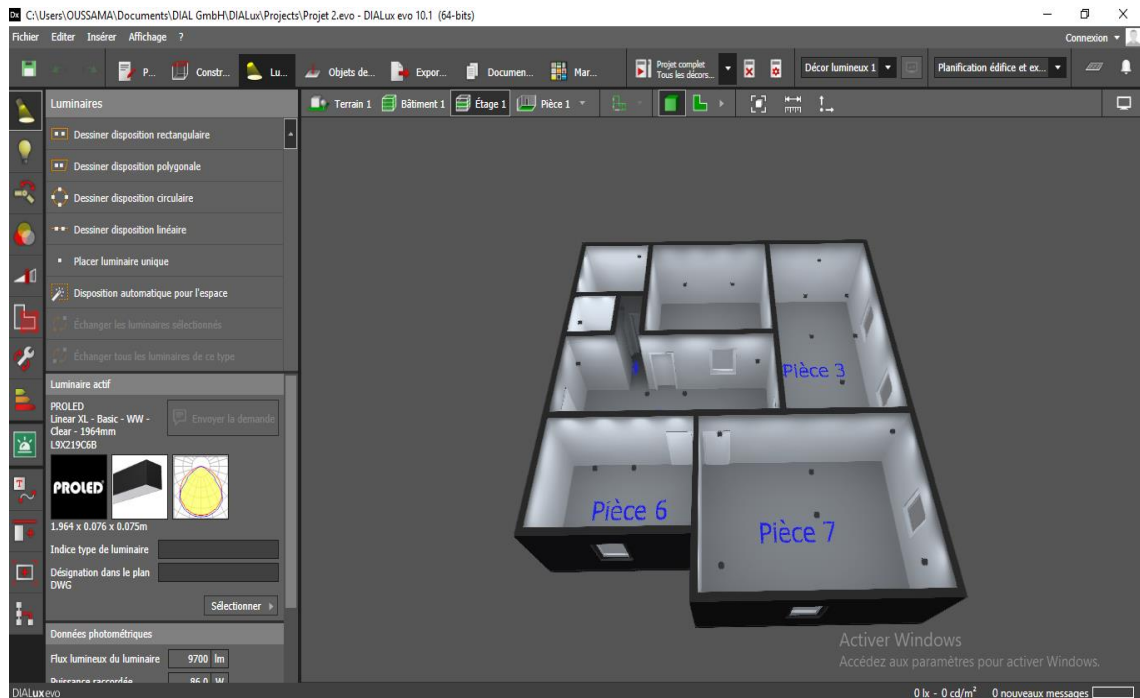 C:\Users\OUSSAMA\Documents\DIAL GmbH\DIALux\Projects\Projet 2.evo - DIALux evo 10.1 (64-bits)
Fichier Editer Insérer Affichage ?
Connexion
P... Constr... Lu... Objets de... Expor... Documen... Mar... Projet complet Tous les décors... Décor lumineux 1 Planification édifice et ex...
Luminaires
Terrain 1 Bâtiment 1 Étage 1 Pièce 1
Dessiner disposition rectangulaire
Dessiner disposition polygonale
Dessiner disposition circulaire
Dessiner disposition linéaire
Placer luminaire unique
Disposition automatique pour l'espace
Échanger les luminaires sélectionnés
Échanger tous les luminaires de ce type
Luminaire actif
PROLED
Linear XL - Basic - WW -
Clear - 1964mm
L9X219C6B
Envoyer la demande
PROLED
1.964 x 0.076 x 0.075m
Indice type de luminaire
Désignation dans le plan
DWG
Sélectionner
Données photométriques
Flux lumineux du luminaire 9700 lm
Puissance raccordée 86.0 W
Pièce 3
Pièce 6
Pièce 7
Activer Windows
Accédez aux paramètres pour activer Windows.
DIALux evo
0 lx - 0 cd/m² 0 nouveaux messages